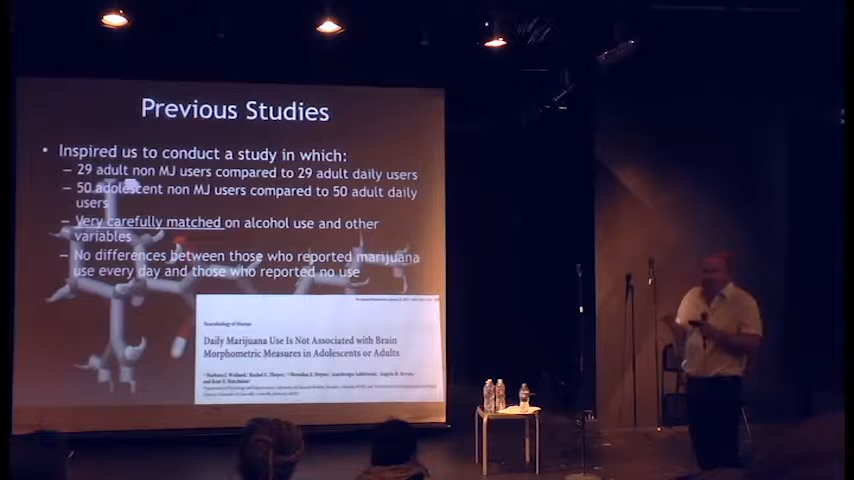 Previous Studies
• Inspired us to conduct a study in which:
– 29 adult non MJ users compared to 29 adult daily users
– 50 adolescent non MJ users compared to 50 adult daily
users
– Very carefully matched on alcohol use and other
variables
– No differences between those who reported marijuana
use every day and those who reported no use
Neurobiology of Disease
Daily Marijuana Use Is Not Associated with Brain
Morphometric Measures in Adolescents or Adults